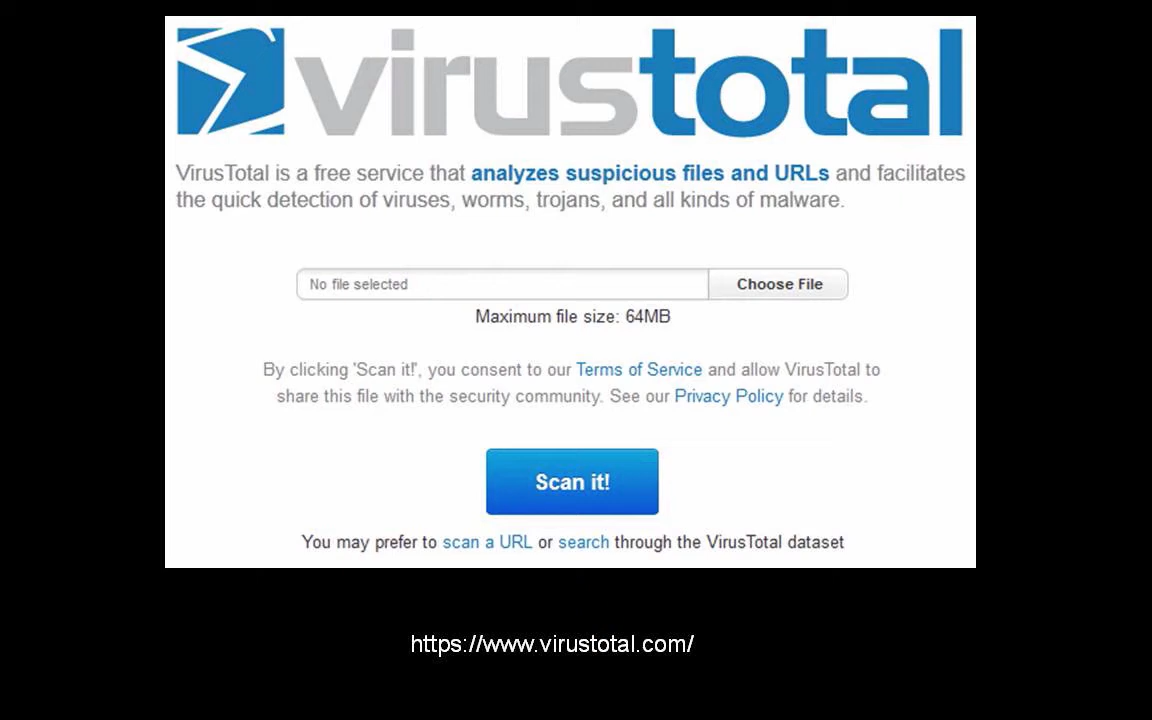 virustotal
VirusTotal is a free service that analyzes suspicious files and URLs and facilitates
the quick detection of viruses, worms, trojans, and all kinds of malware.
No file selected
Choose File
Maximum file size: 64MB
By clicking 'Scan it!', you consent to our Terms of Service and allow VirusTotal to
share this file with the security community. See our Privacy Policy for details.
Scan it!
You may prefer to scan a URL or search through the VirusTotal dataset
https://www.virustotal.com/